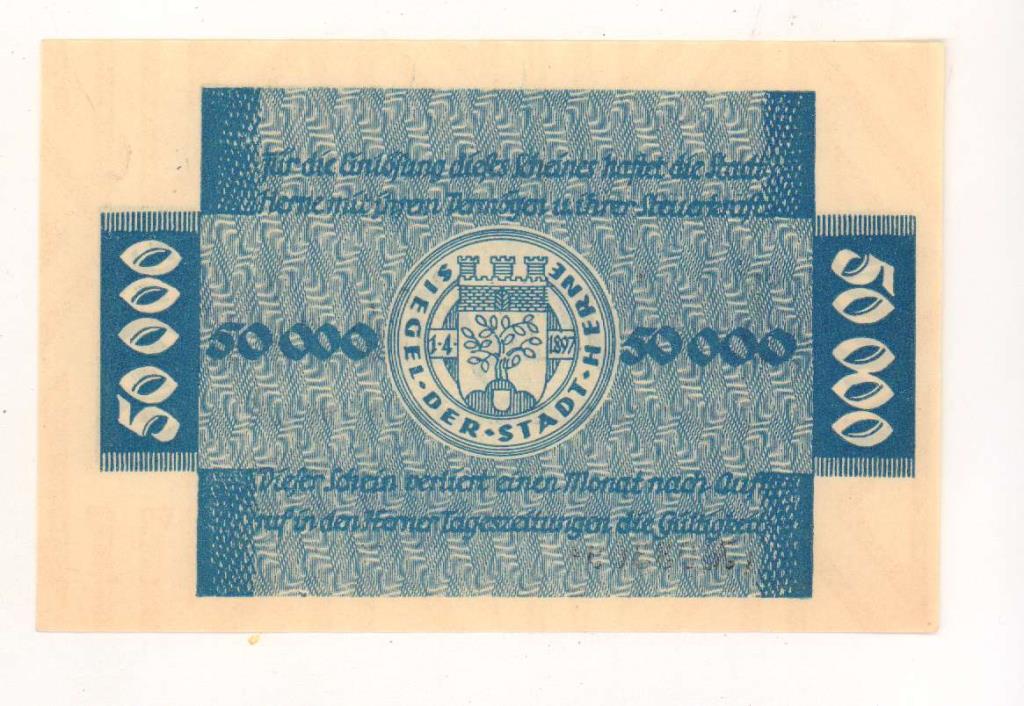 Für die Einlösung dieses Scheines haftet die Stadt
Herne mit ihrem Vermögen u. ihrer Steuerkraft
50 000
50 000
50 000
50 000
SIEGEL·DER·STADT·HERNE
1·4·
1897
Dieser Schein verliert einen Monat nach Auf-
ruf in den Herner Tageszeitungen die Gültigkeit